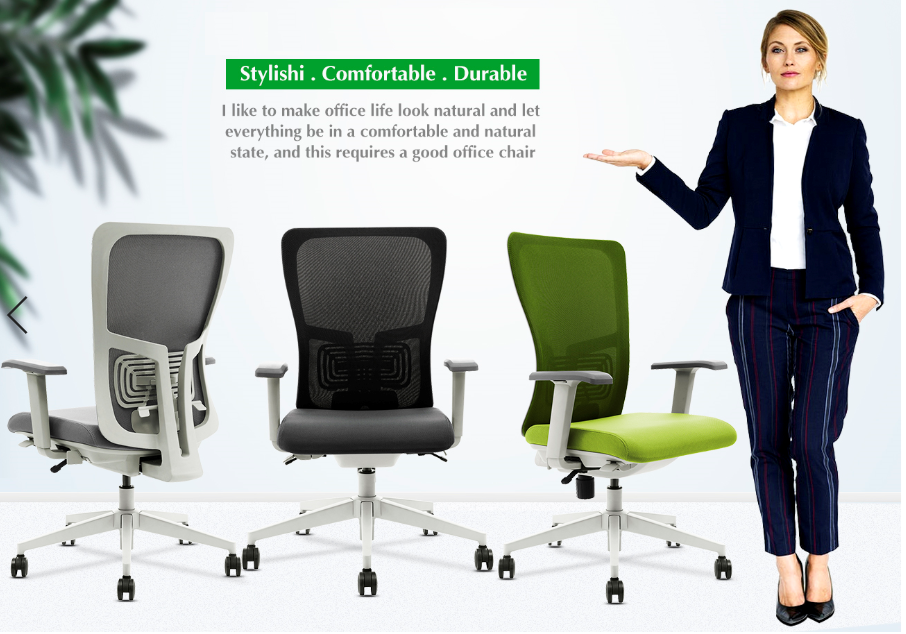 Stylishi . Comfortable . Durable
I like to make office life look natural and let
everything be in a comfortable and natural
state, and this requires a good office chair